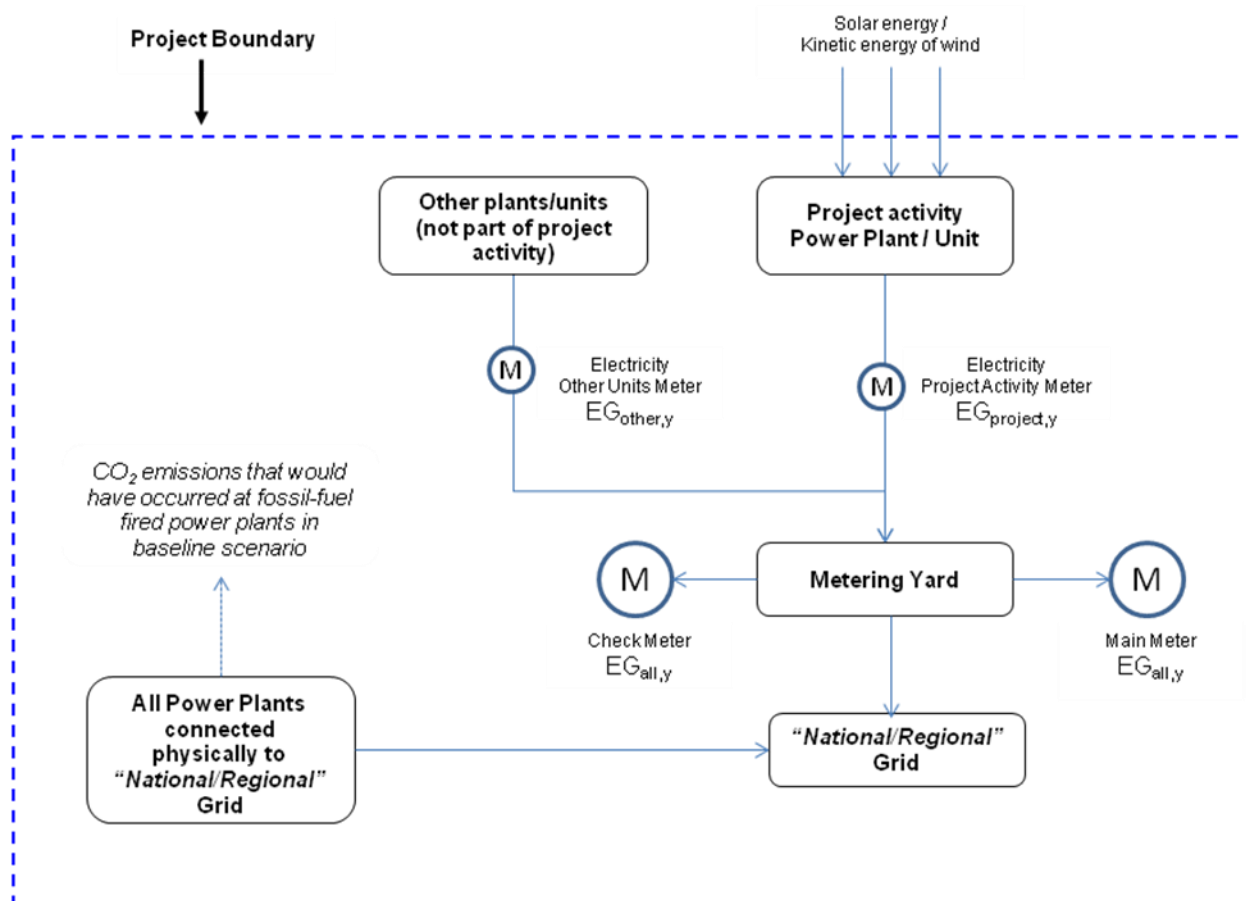 Project Boundary
Solar energy /
Kinetic energy of wind
Other plants/units
(not part of project
activity)
Project activity
Power Plant / Unit
M
Electricity
Other Units Meter
EGother,y
M
Electricity
Project Activity Meter
EGproject,y
CO2 emissions that would
have occurred at fossil-fuel
fired power plants in
baseline scenario
M
Check Meter
EGall,y
Metering Yard
M
Main Meter
EGall,y
All Power Plants
connected
physically to
“National/Regional”
Grid
“National/Regional”
Grid